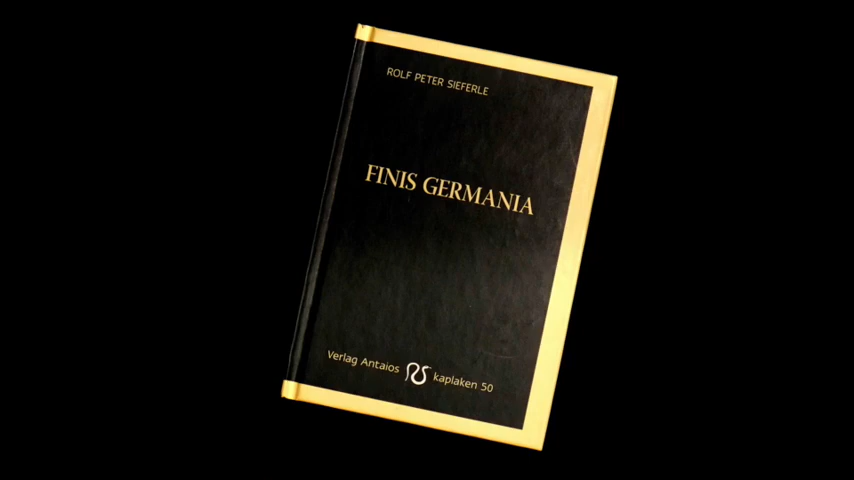 ROLF PETER SIEFERLE
FINIS GERMANIA
Verlag Antaios kaplaken 50